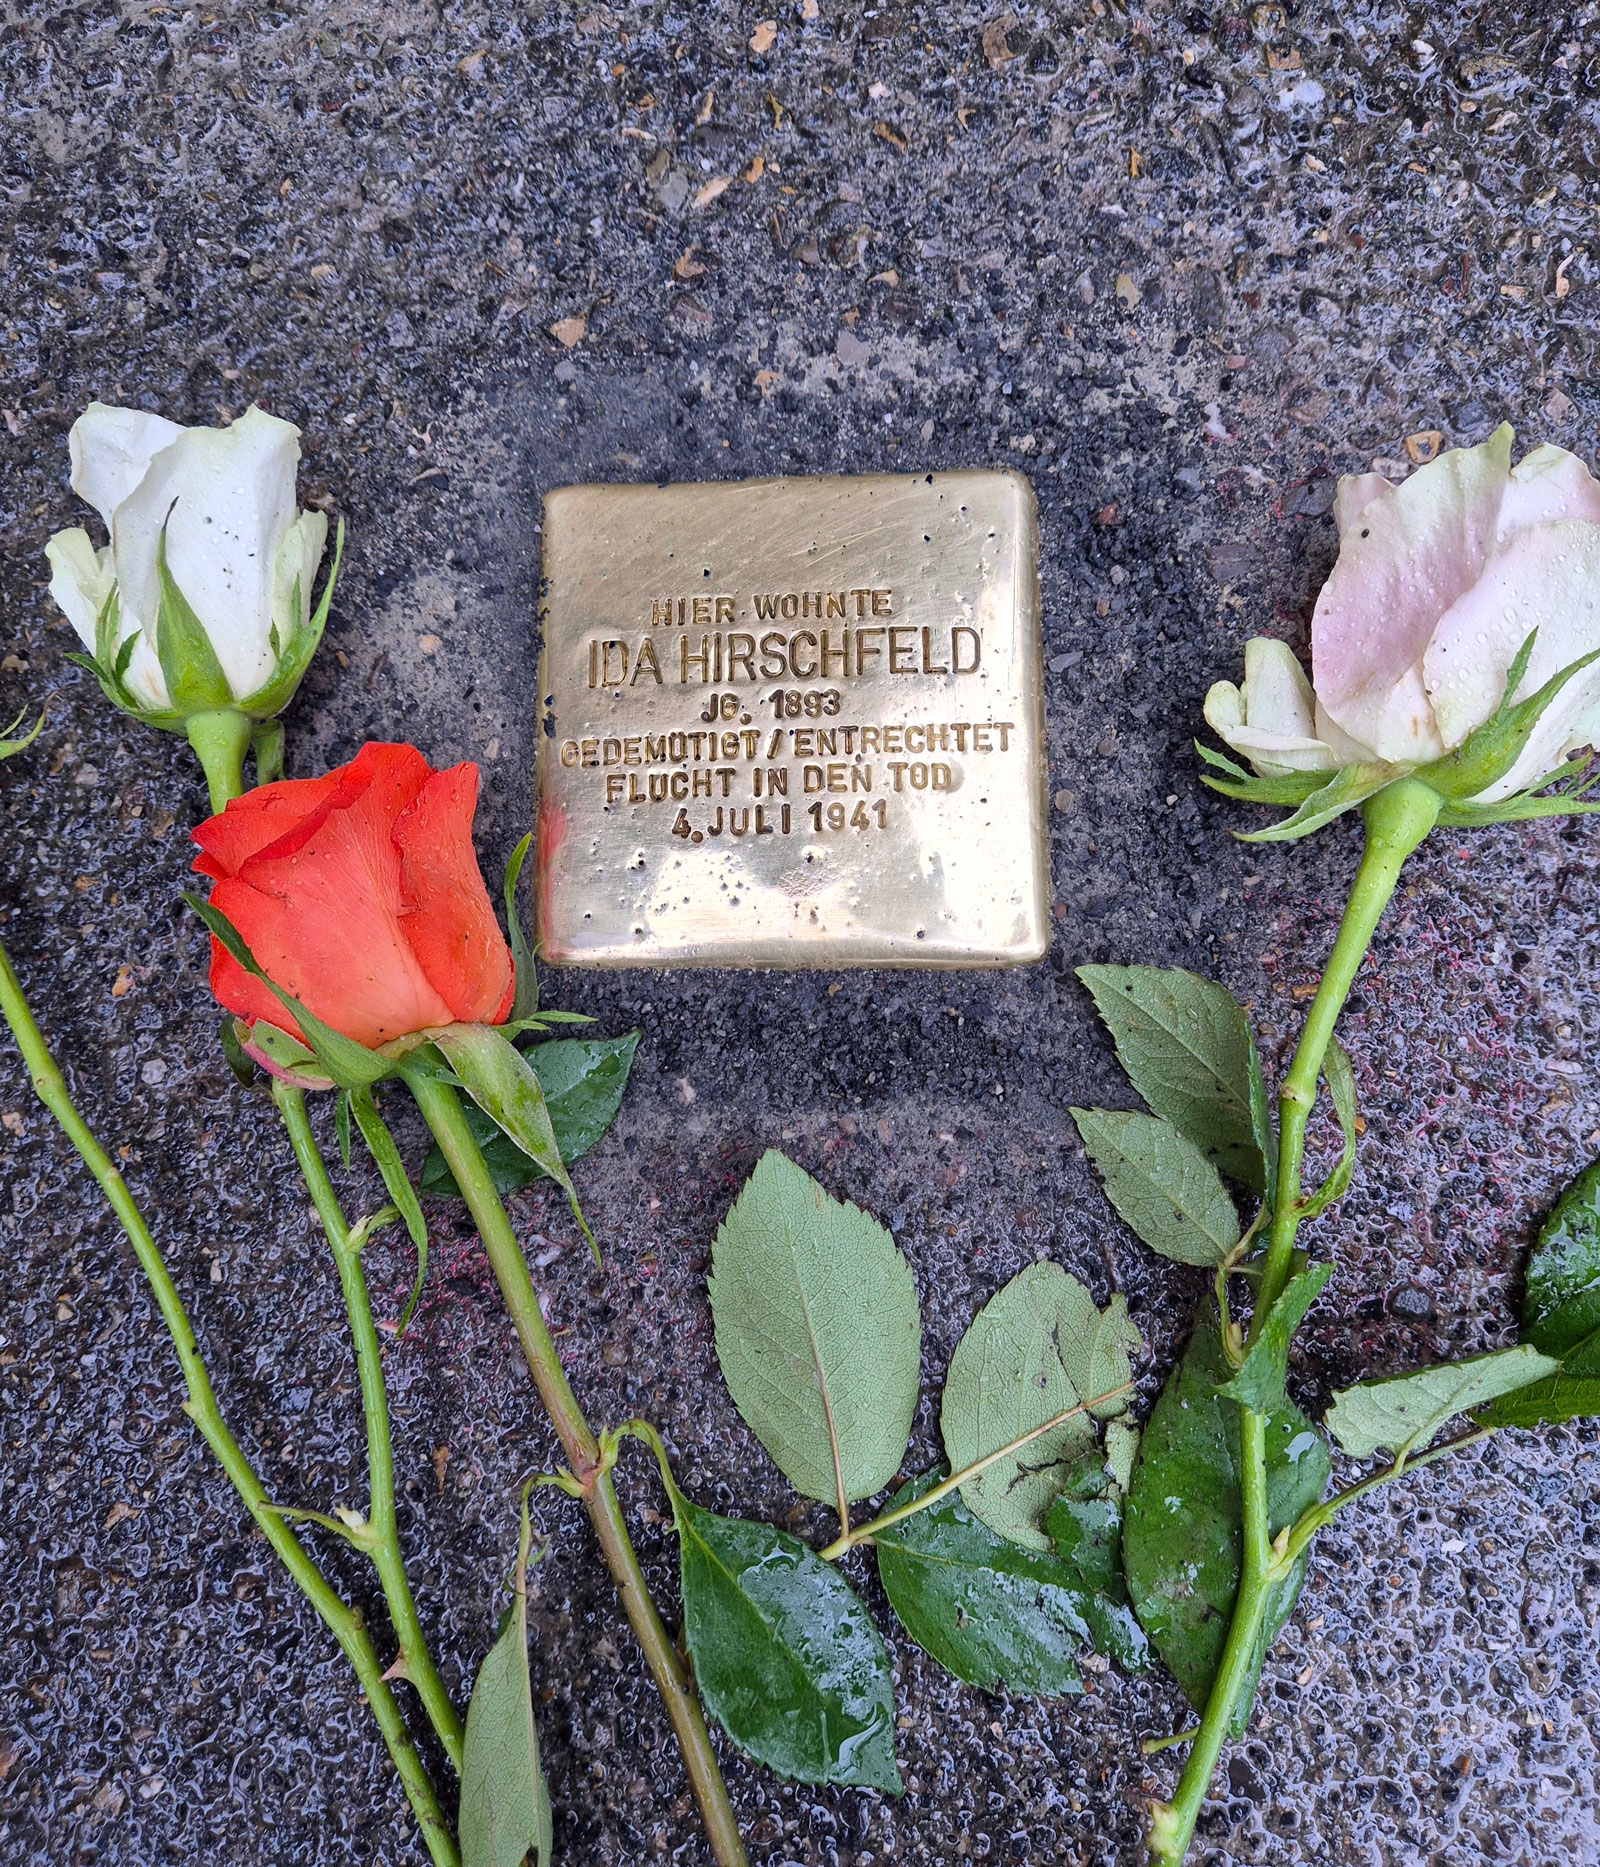 HIER WOHNTE
IDA HIRSCHFELD
JG. 1893
GEDEMÜTIGT / ENTRECHTET
FLUCHT IN DEN TOD
4. JULI 1941